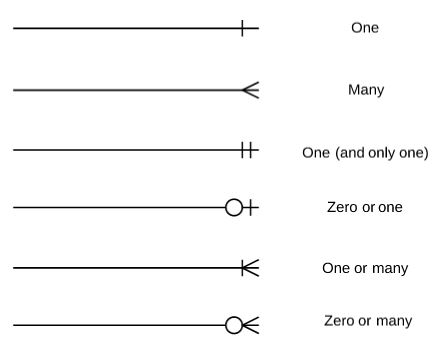 One
Many
One (and only one)
Zero or one
One or many
Zero or many